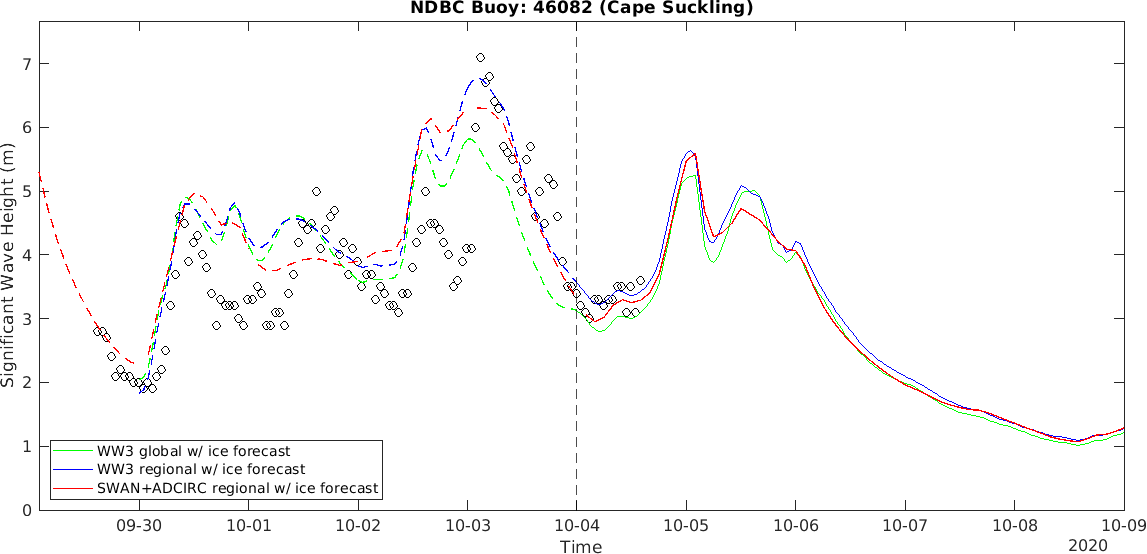 NDBC Buoy: 46082 (Cape Suckling)
Significant Wave Height (m)
7
6
5
4
3
2
1
0
WW3 global w/ ice forecast
WW3 regional w/ ice forecast
SWAN+ADCIRC regional w/ ice forecast
09-30 10-01 10-02 10-03 10-04 10-05 10-06 10-07 10-08 10-09
Time
2020